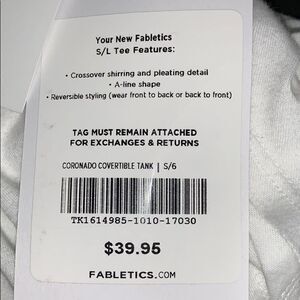 Your New Fabletics
S/L Tee Features:
• Crossover shirring and pleating detail
• A-line shape
• Reversible styling (wear front to back or back to front)
TAG MUST REMAIN ATTACHED
FOR EXCHANGES & RETURNS
CORONADO COVERTIBLE TANK | S/6
TK1614985-1010-17030
$39.95
FABLETICS.COM